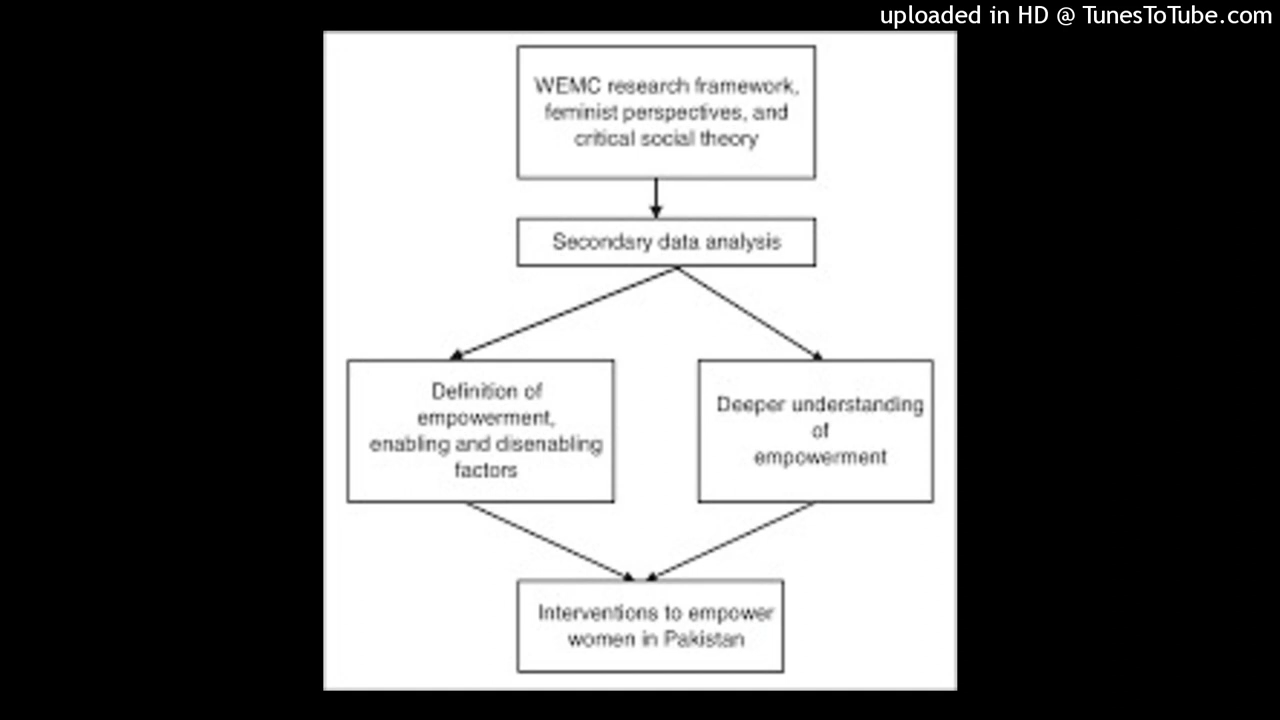 uploaded in HD @ TunesToTube.com
WEMC research framework,
feminist perspectives, and
critical social theory
Secondary data analysis
Definition of
empowerment,
enabling and disenabling
factors
Deeper understanding
of
empowerment
Interventions to empower
women in Pakistan